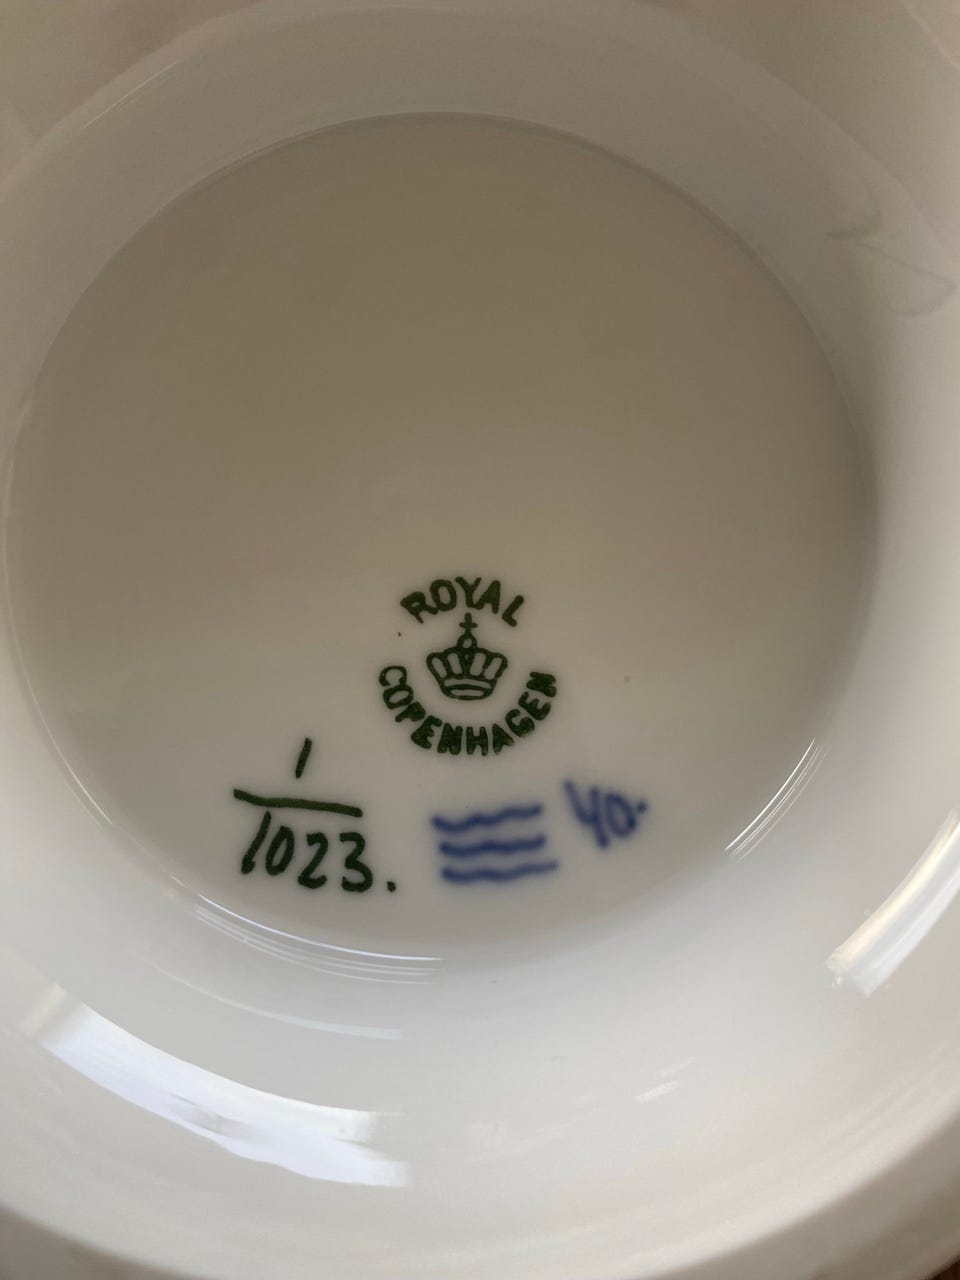 ROYAL
COPENHAGEN
1
1023.
40.